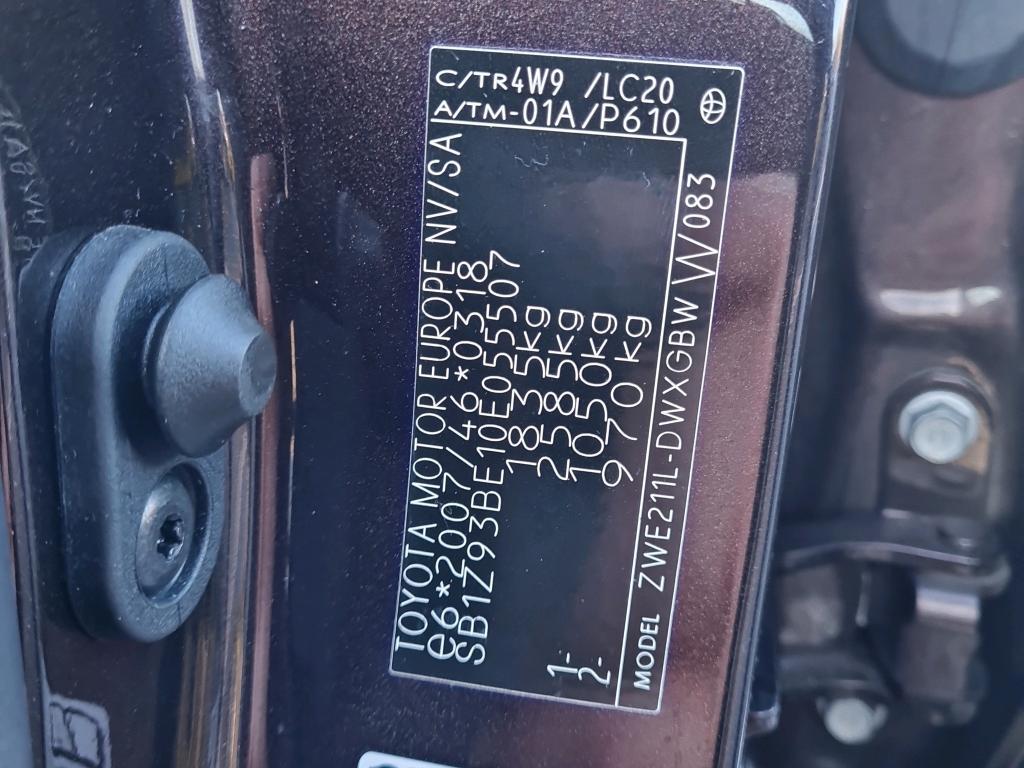 C/TR4W9 /LC20
A/TM-01A/P610
TOYOTA MOTOR EUROPE NV/SA
e6*2007/46*0318
SB1Z93BE10E055507
1835kg
2585kg
1- 1050kg
2- 970kg
MODEL ZWE211L-DWXGBW W083